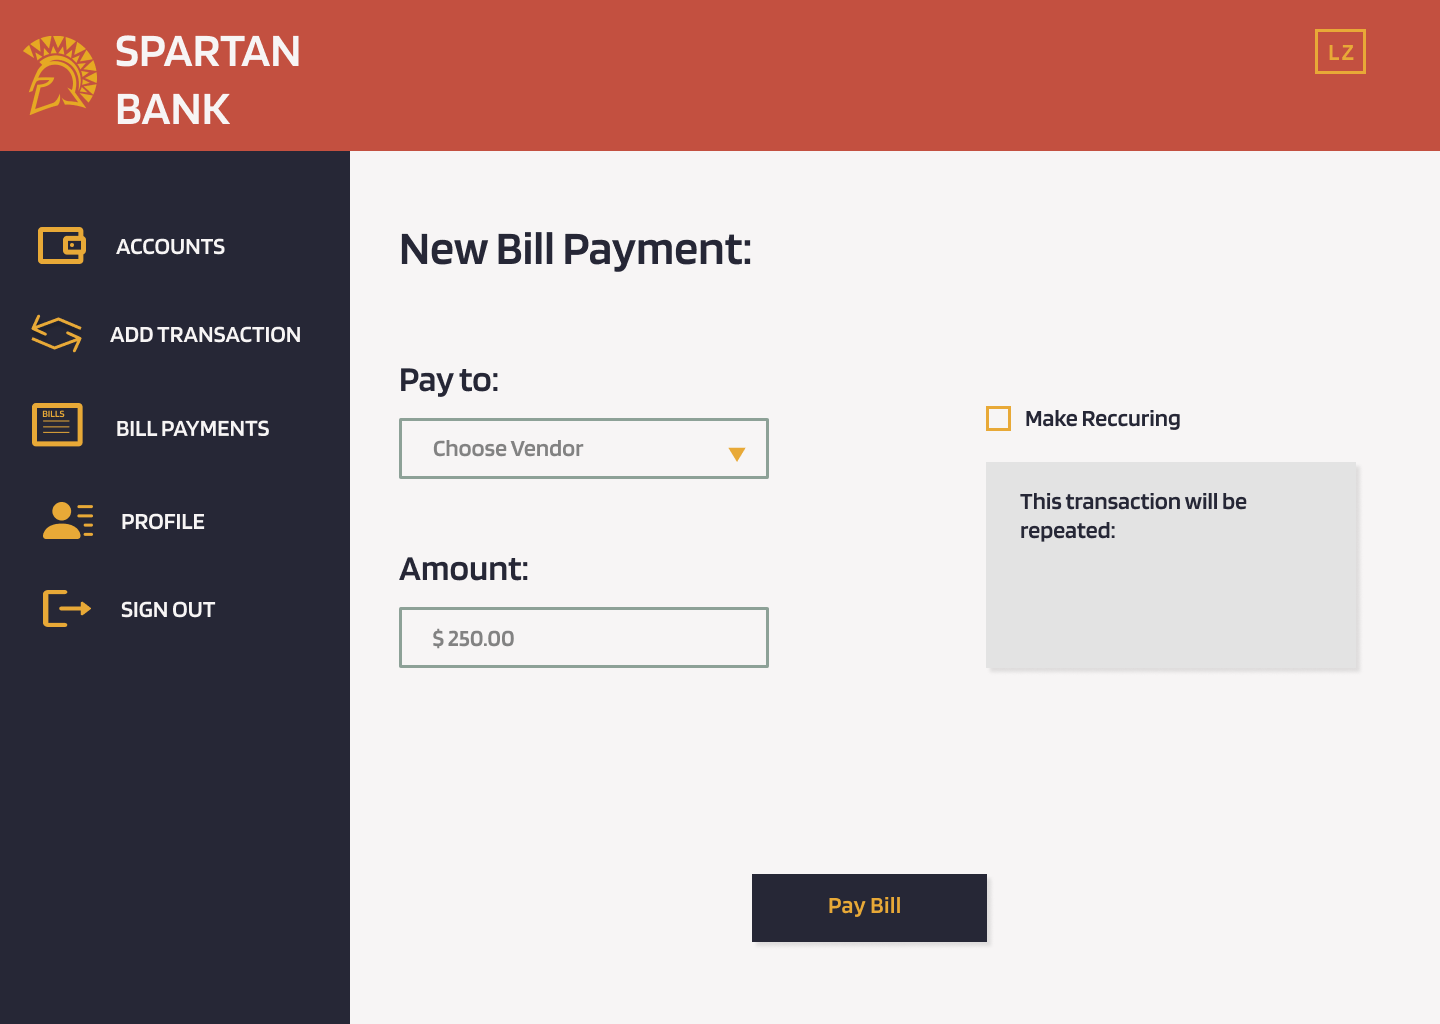 SPARTAN
BANK
LZ
ACCOUNTS
ADD TRANSACTION
BILLS
BILL PAYMENTS
PROFILE
SIGN OUT
New Bill Payment:
Pay to:
Choose Vendor
Amount:
$ 250.00
Make Reccuring
This transaction will be
repeated:
Pay Bill